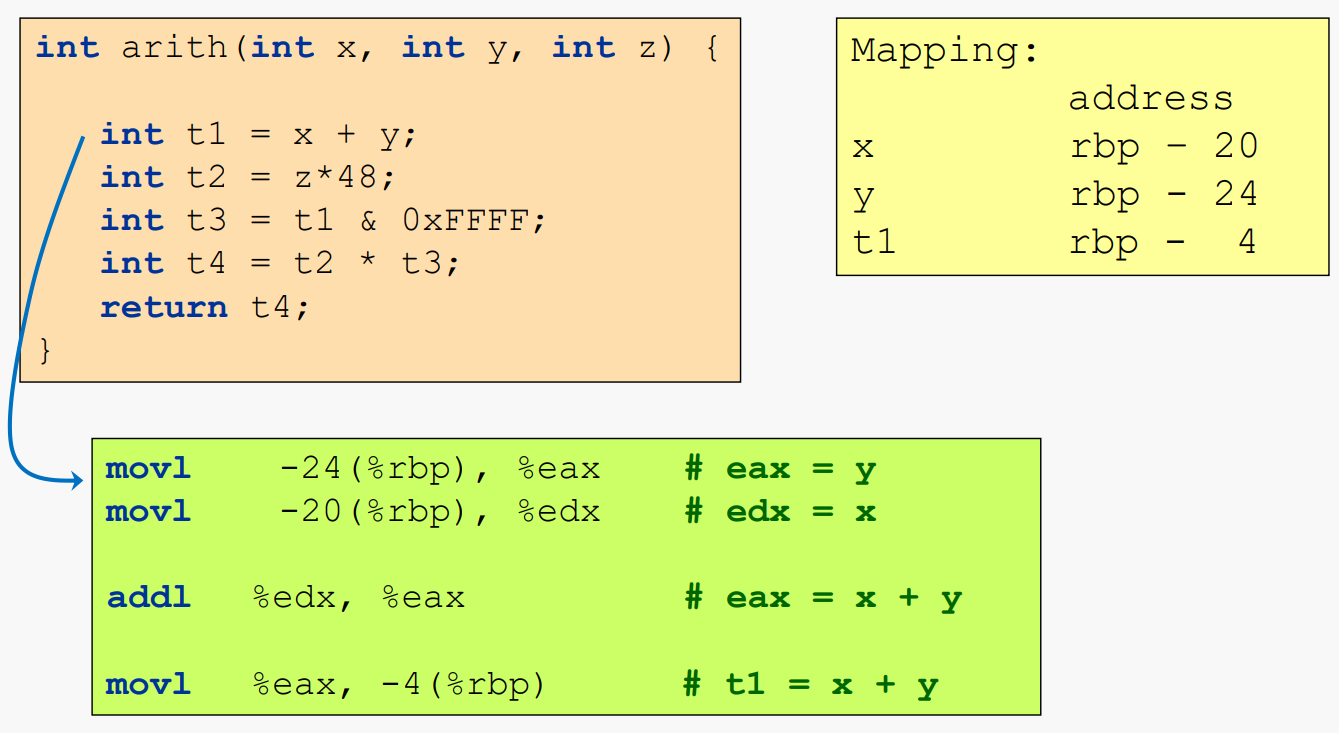 int arith(int x, int y, int z) {
int t1 = x + y;
int t2 = z*48;
int t3 = t1 & 0xFFFF;
int t4 = t2 * t3;
return t4;
}
Mapping:
address
x rbp – 20
y rbp - 24
t1 rbp - 4
movl -24(%rbp), %eax # eax = y
movl -20(%rbp), %edx # edx = x
addl %edx, %eax # eax = x + y
movl %eax, -4(%rbp) # t1 = x + y